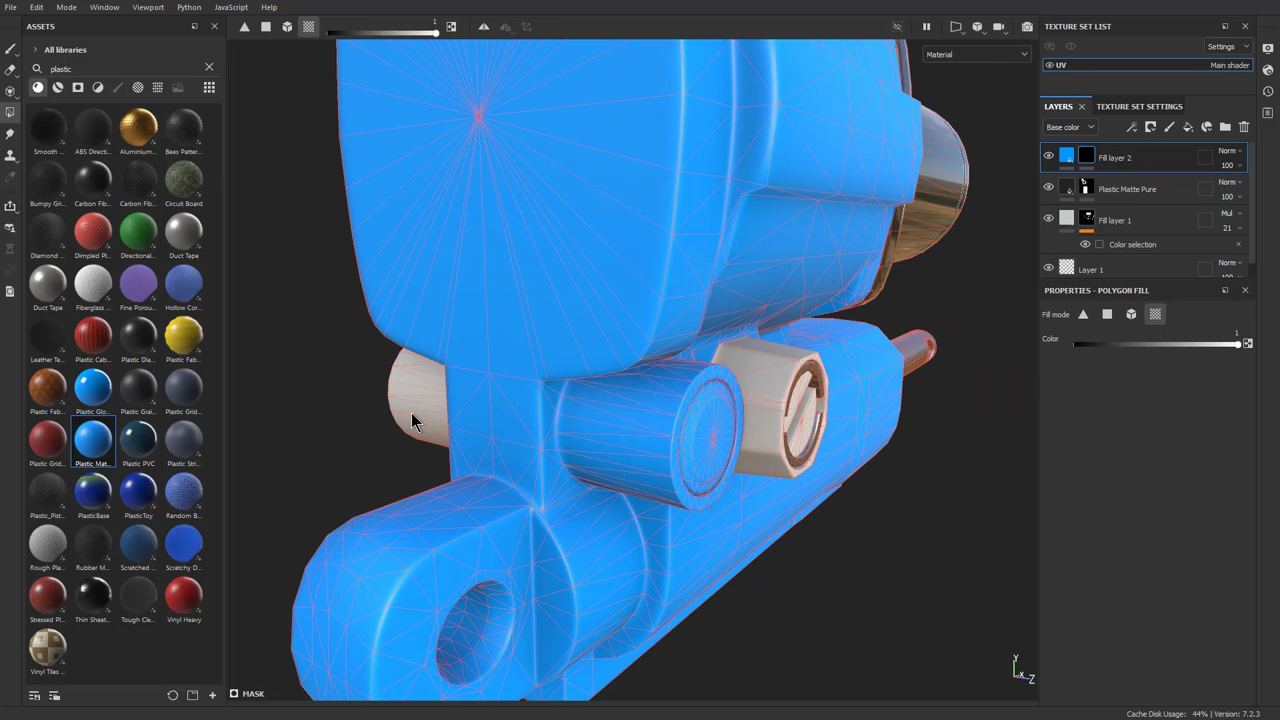 File Edit Mode Window Viewport Python JavaScript Help
ASSETS
All libraries
plastic
Smooth ... ABS Directi... Aluminium... Bees Patter...
Bumpy Gri... Carbon Fib... Carbon Fib... Circuit Board
Diamond ... Dimpled Pl... Directional... Duct Tape
Duct Tape Fiberglass ... Fine Porou... Hollow Cor...
Leather Te... Plastic Cab... Plastic Dia... Plastic Fab...
Plastic Fab... Plastic Glo... Plastic Grai... Plastic Grid...
Plastic Grid... Plastic Mat... Plastic PVC Plastic Stri...
Plastic_Pist... PlasticBase PlasticToy Random B...
Rough Pla... Rubber M... Scratched ... Scratchy D...
Stressed Pl... Thin Sheet... Tough Cle... Vinyl Heavy
Vinyl Tiles ...
1
Material
MASK
Y
X
Z
TEXTURE SET LIST
Settings
UV Main shader
LAYERS TEXTURE SET SETTINGS
Base color
Fill layer 2 Norm
100
Plastic Matte Pure Norm
100
Fill layer 1 Mul
21
Color selection
Layer 1 Norm
100
PROPERTIES - POLYGON FILL
Fill mode
Color 1
Cache Disk Usage: 44% | Version: 7.2.3